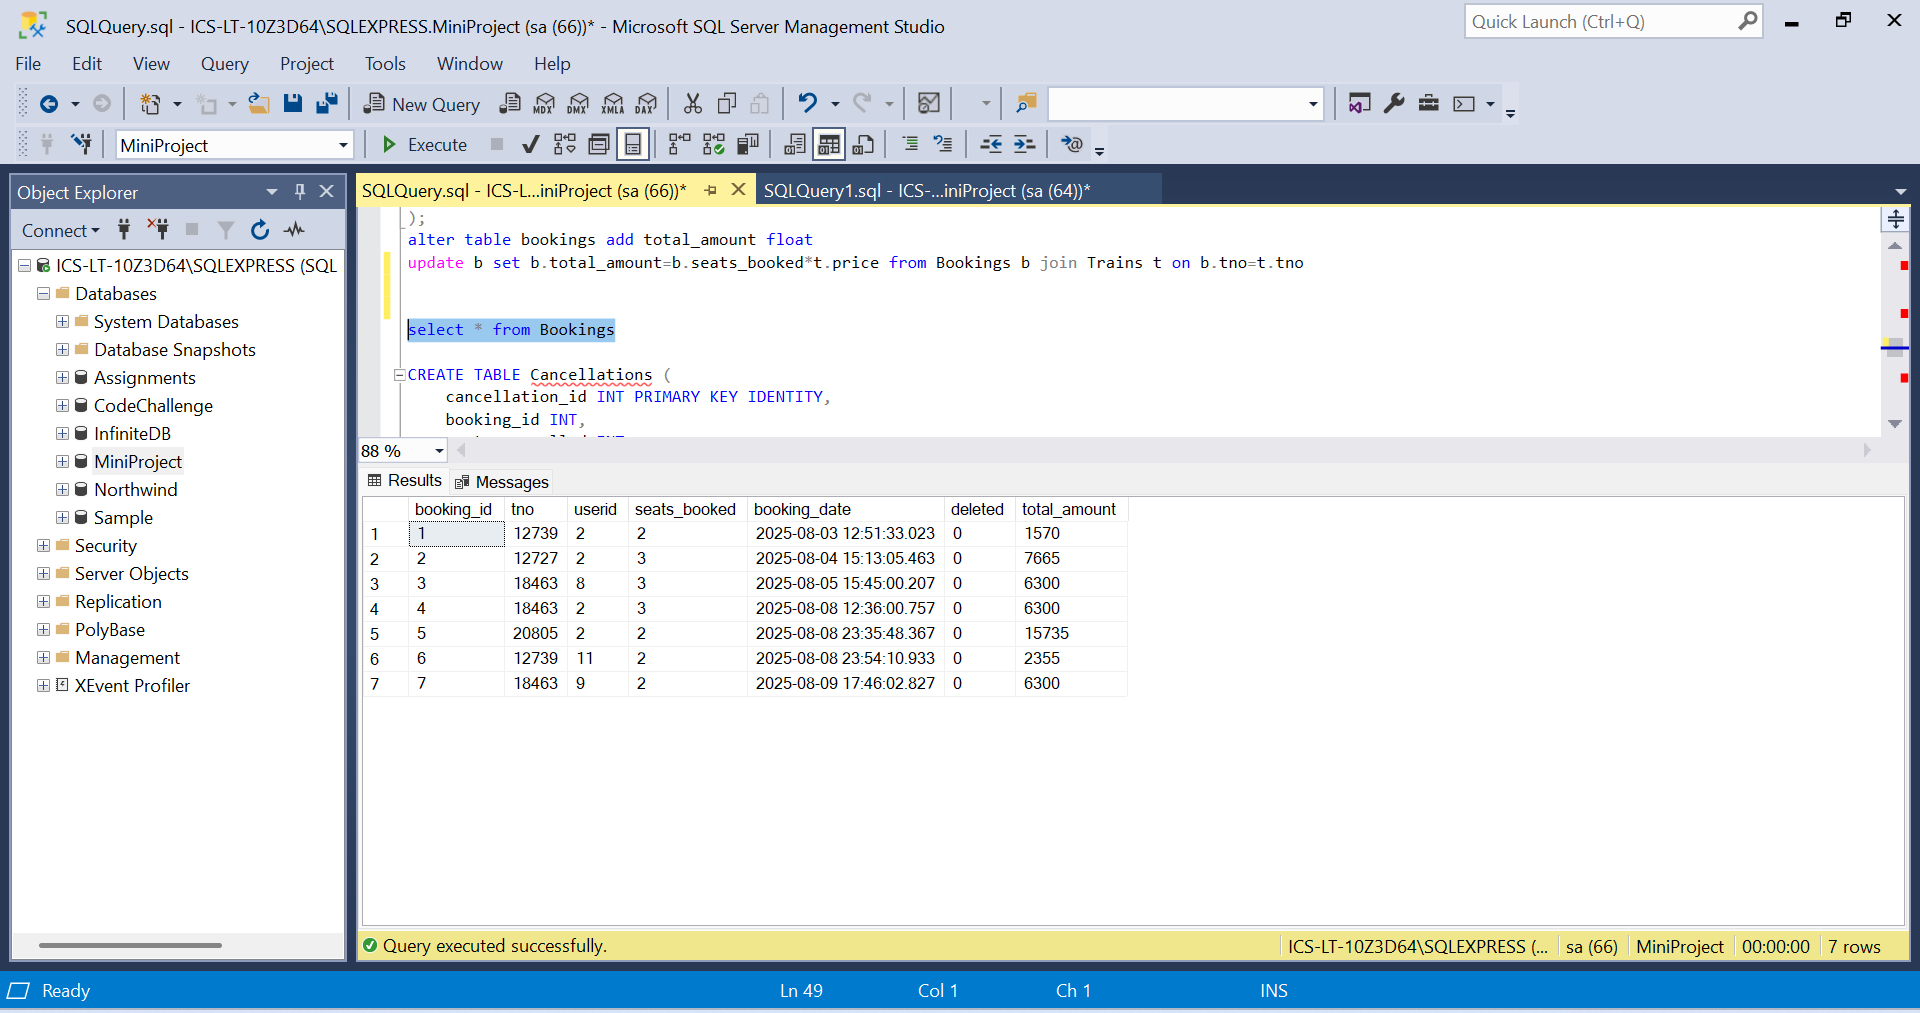 SQLQuery.sql - ICS-LT-10Z3D64\SQLEXPRESS.MiniProject (sa (66))* - Microsoft SQL Server Management Studio
Quick Launch (Ctrl+Q)
File Edit View Query Project Tools Window Help
New Query MDX DMX XMLA DAX
MiniProject Execute
Object Explorer
Connect
ICS-LT-10Z3D64\SQLEXPRESS (SQL
Databases
System Databases
Database Snapshots
Assignments
CodeChallenge
InfiniteDB
MiniProject
Northwind
Sample
Security
Server Objects
Replication
PolyBase
Management
XEvent Profiler
SQLQuery.sql - ICS-L...iniProject (sa (66))* SQLQuery1.sql - ICS-...iniProject (sa (64))*
);
alter table bookings add total_amount float
update b set b.total_amount=b.seats_booked*t.price from Bookings b join Trains t on b.tno=t.tno
select * from Bookings
CREATE TABLE Cancellations (
cancellation_id INT PRIMARY KEY IDENTITY,
booking_id INT,
88 %
Results Messages
booking_id tno userid seats_booked booking_date deleted total_amount
1 1 12739 2 2 2025-08-03 12:51:33.023 0 1570
2 2 12727 2 3 2025-08-04 15:13:05.463 0 7665
3 3 18463 8 3 2025-08-05 15:45:00.207 0 6300
4 4 18463 2 3 2025-08-08 12:36:00.757 0 6300
5 5 20805 2 2 2025-08-08 23:35:48.367 0 15735
6 6 12739 11 2 2025-08-08 23:54:10.933 0 2355
7 7 18463 9 2 2025-08-09 17:46:02.827 0 6300
Query executed successfully. ICS-LT-10Z3D64\SQLEXPRESS (... sa (66) MiniProject 00:00:00 7 rows
Ready Ln 49 Col 1 Ch 1 INS